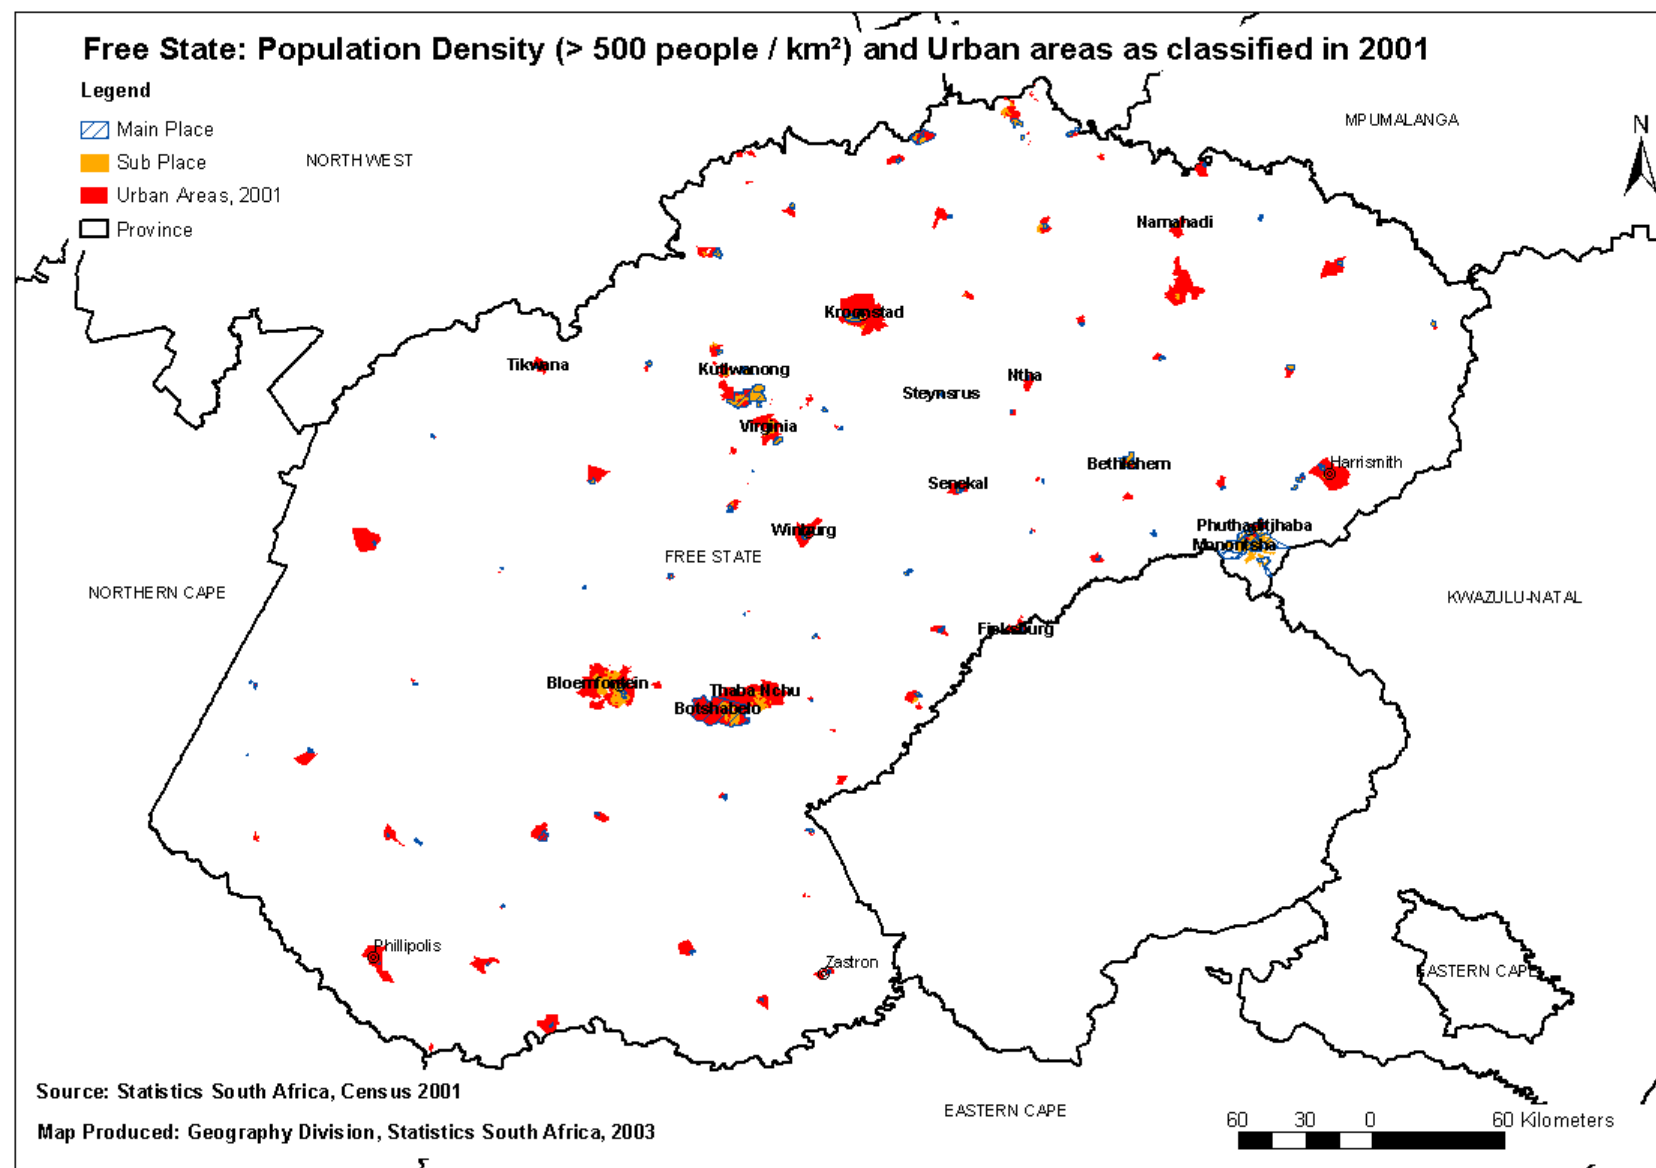 Free State: Population Density (> 500 people / km²) and Urban areas as classified in 2001
Legend
Main Place
Sub Place
Urban Areas, 2001
Province
NORTHWEST
MPUMALANGA
N
Namahadi
Kroonstad
Tikwana
Kutlwanong
Ntha
Steynsrus
Virginia
Bethlehem
Harrismith
Senekal
Phuthaditjhaba
Winburg
Monontsha
FREE STATE
NORTHERN CAPE
KWAZULU-NATAL
Ficksburg
Bloemfontein
Thaba Nchu
Botshabelo
Phillipolis
Zastron
EASTERN CAPE
Source: Statistics South Africa, Census 2001
EASTERN CAPE
60 30 0 60 Kilometers
Map Produced: Geography Division, Statistics South Africa, 2003